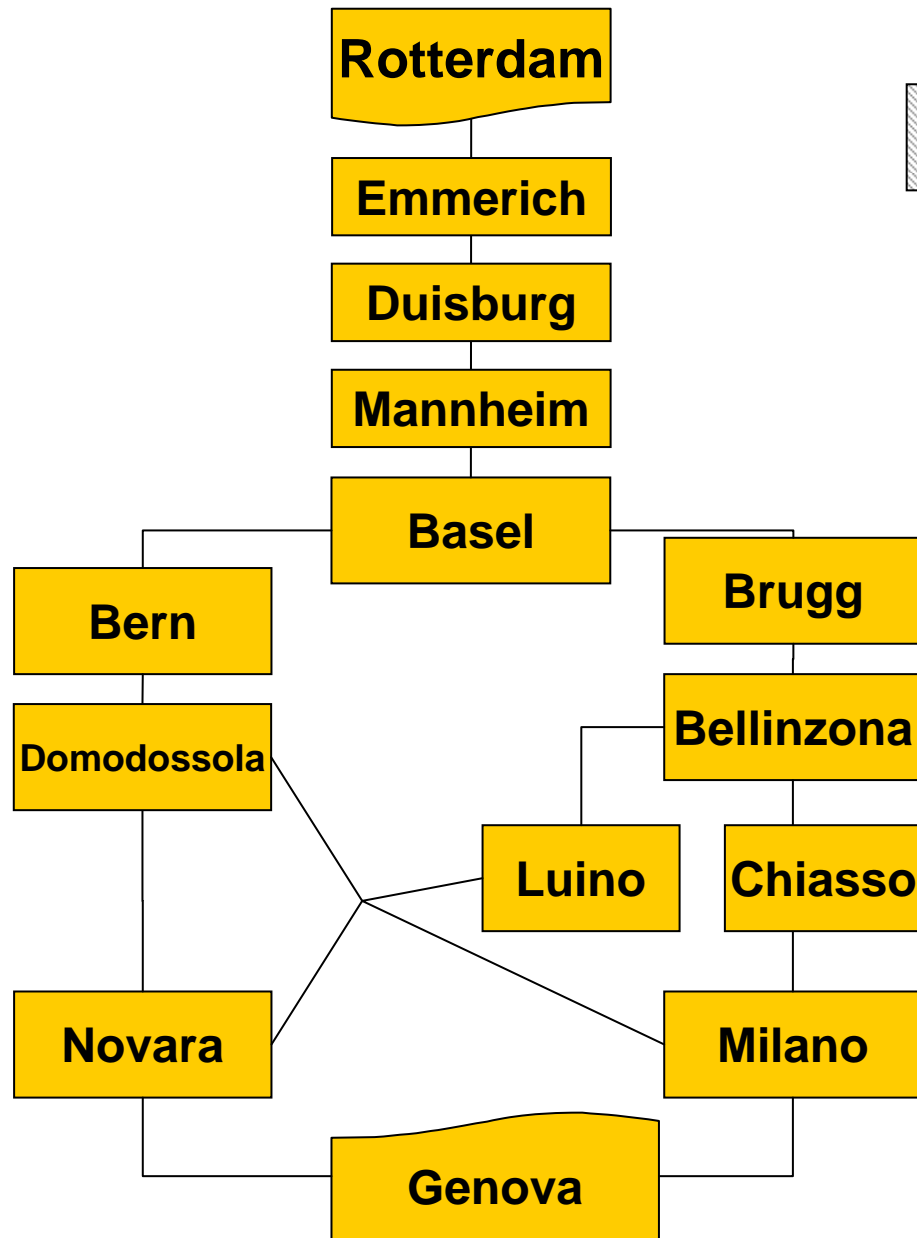 Rotterdam
Emmerich
Duisburg
Mannheim
Basel
Bern
Brugg
Domodossola
Bellinzona
Luino
Chiasso
Novara
Milano
Genova